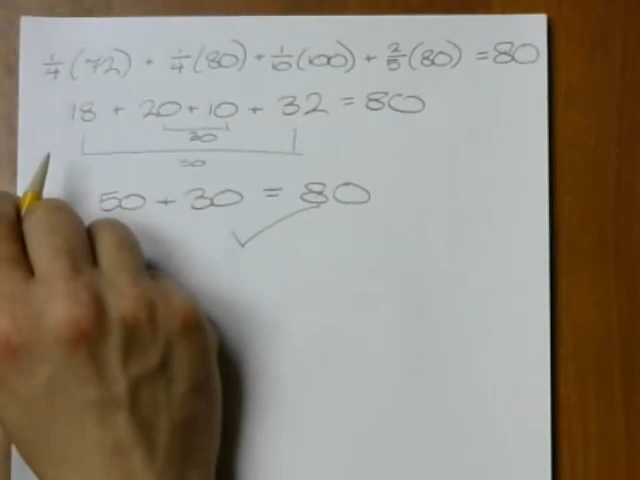 1/4 (72) + 1/4 (80) + 1/10 (100) + 2/5 (80) = 80
18 + 20 + 10 + 32 = 80
30
50
50 + 30 = 80